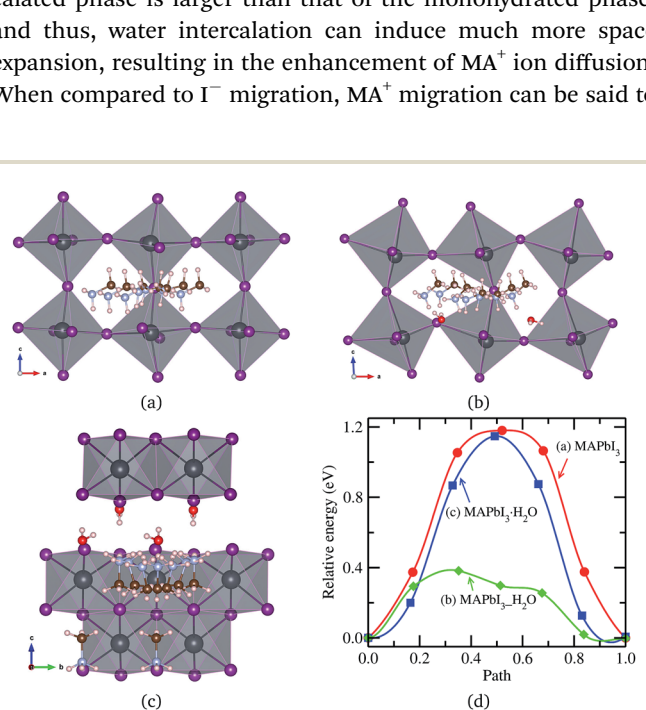 calated phase is larger than that of the monohydrated phase
and thus, water intercalation can induce much more space
expansion, resulting in the enhancement of MA⁺ ion diffusion.
When compared to I⁻ migration, MA⁺ migration can be said to
c
a
(a)
c
a
(b)
c
b
(c)
1.2
0.8
0.4
0.0
Relative energy (eV)
(a) MAPbI₃
(c) MAPbI₃·H₂O
(b) MAPbI₃_H₂O
0.0 0.2 0.4 0.6 0.8 1.0
Path
(d)